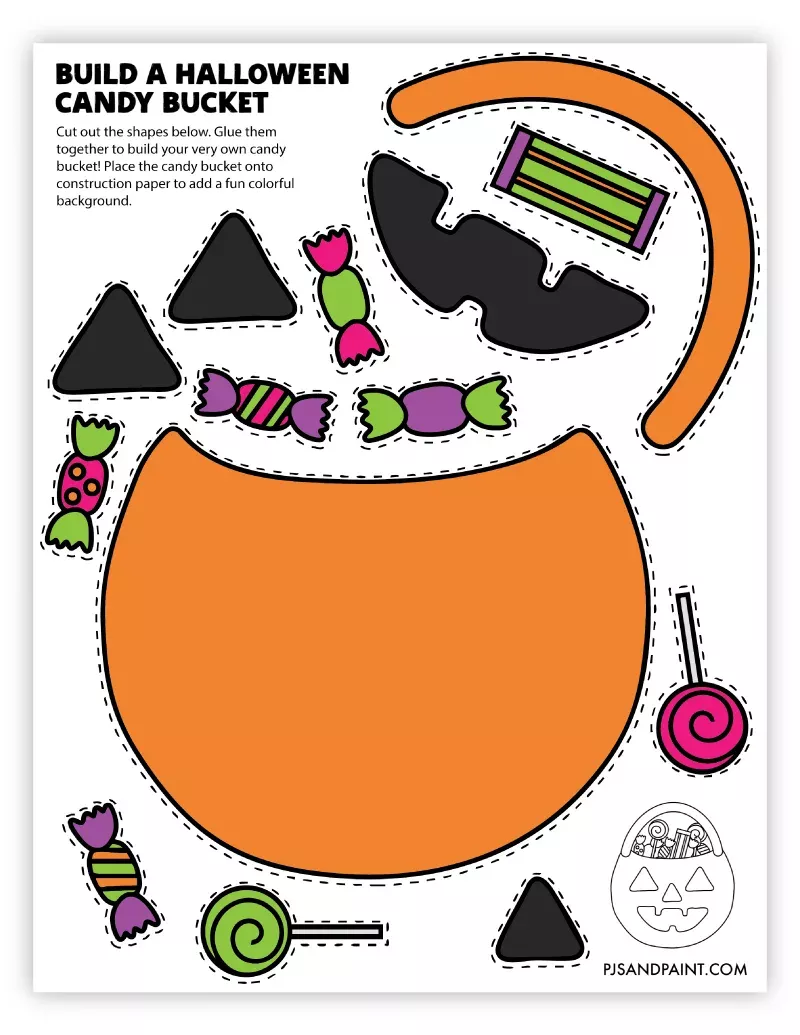 BUILD A HALLOWEEN
CANDY BUCKET
Cut out the shapes below. Glue them
together to build your very own candy
bucket! Place the candy bucket onto
construction paper to add a fun colorful
background.
PJSANDPAINT.COM